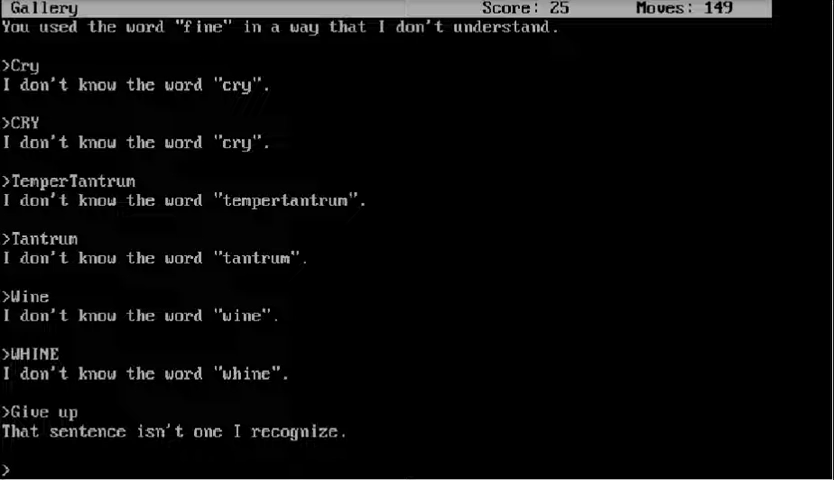 Gallery Score: 25 Moves: 149
You used the word "fine" in a way that I don't understand.
>Cry
I don't know the word "cry".
>CRY
I don't know the word "cry".
>TemperTantrum
I don't know the word "tempertantrum".
>Tantrum
I don't know the word "tantrum".
>Wine
I don't know the word "wine".
>WHINE
I don't know the word "whine".
>Give up
That sentence isn't one I recognize.
>